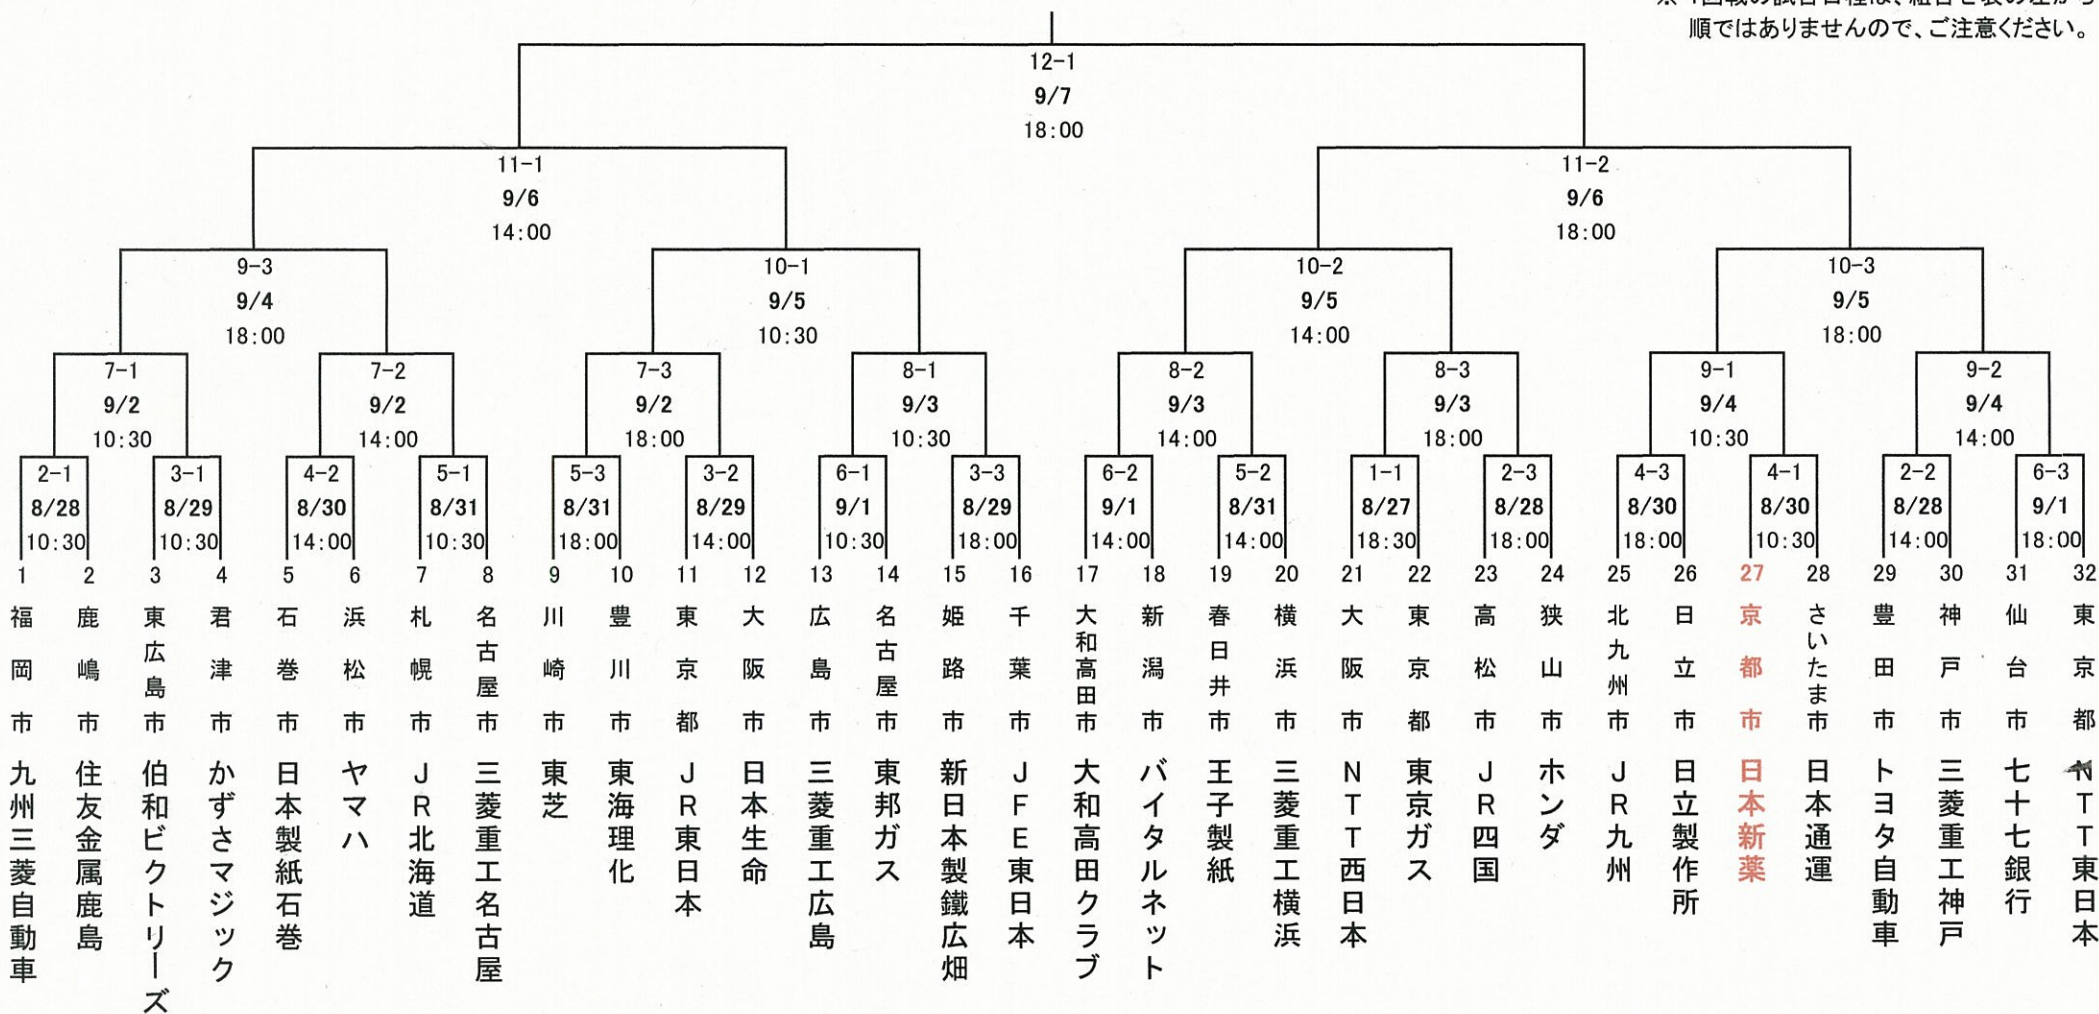 順ではありませんので、ご注意ください。
12-1
9/7
18:00
11-1
9/6
14:00
11-2
9/6
18:00
9-3
9/4
18:00
10-1
9/5
10:30
10-2
9/5
14:00
10-3
9/5
18:00
7-1
9/2
10:30
7-2
9/2
14:00
7-3
9/2
18:00
8-1
9/3
10:30
8-2
9/3
14:00
8-3
9/3
18:00
9-1
9/4
10:30
9-2
9/4
14:00
2-1
8/28
10:30
3-1
8/29
10:30
4-2
8/30
14:00
5-1
8/31
10:30
5-3
8/31
18:00
3-2
8/29
14:00
6-1
9/1
10:30
3-3
8/29
18:00
6-2
9/1
14:00
5-2
8/31
14:00
1-1
8/27
18:30
2-3
8/28
18:00
4-3
8/30
18:00
4-1
8/30
10:30
2-2
8/28
14:00
6-3
9/1
18:00
1
福岡市
九州三菱自動車
2
鹿嶋市
住友金属鹿島
3
東広島市
伯和ビクトリーズ
4
君津市
かずさマジック
5
石巻市
日本製紙石巻
6
浜松市
ヤマハ
7
札幌市
JR北海道
8
名古屋市
三菱重工名古屋
9
川崎市
東芝
10
豊川市
東海理化
11
東京都
JR東日本
12
大阪市
日本生命
13
広島市
三菱重工広島
14
名古屋市
東邦ガス
15
姫路市
新日本製鐵広畑
16
千葉市
JFE東日本
17
大和高田市
大和高田クラブ
18
新潟市
バイタルネット
19
春日井市
王子製紙
20
横浜市
三菱重工横浜
21
大阪市
NTT西日本
22
東京都
東京ガス
23
高松市
JR四国
24
狭山市
ホンダ
25
北九州市
JR九州
26
日立市
日立製作所
27
京都市
日本新薬
28
さいたま市
日本通運
29
豊田市
トヨタ自動車
30
神戸市
三菱重工神戸
31
仙台市
七十七銀行
32
東京都
NTT東日本